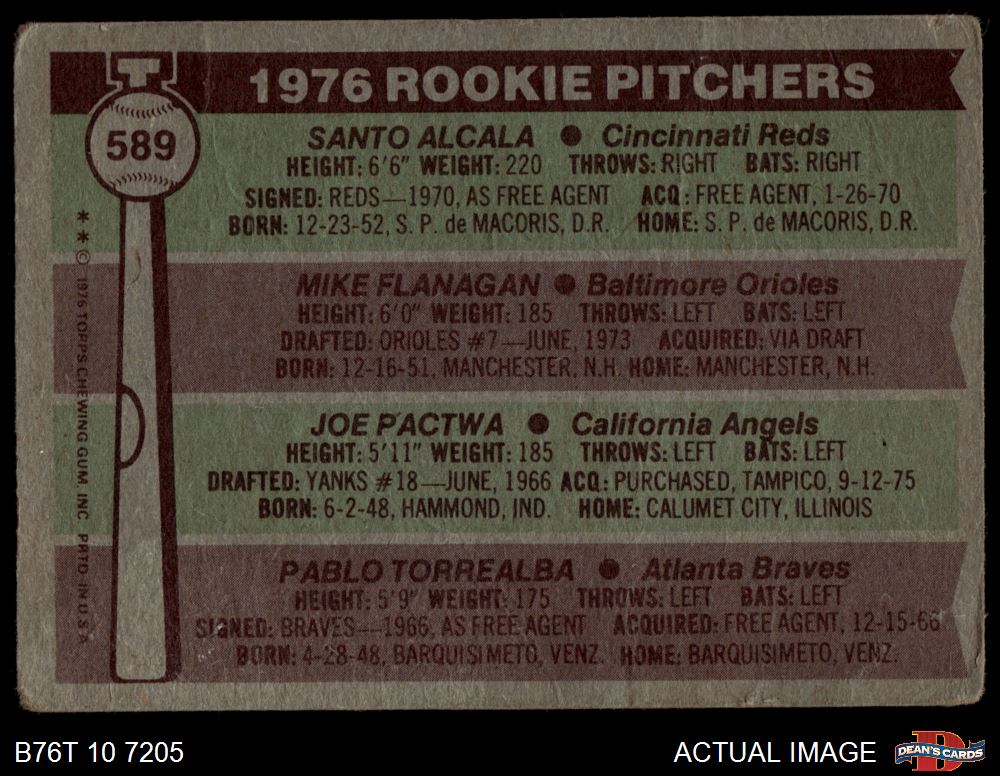 T
1976 ROOKIE PITCHERS
589
SANTO ALCALA ● Cincinnati Reds
HEIGHT: 6'6" WEIGHT: 220 THROWS: RIGHT BATS: RIGHT
SIGNED: REDS—1970, AS FREE AGENT ACQ: FREE AGENT, 1-26-70
BORN: 12-23-52, S. P. de MACORIS, D.R. HOME: S. P. de MACORIS, D.R.
MIKE FLANAGAN ● Baltimore Orioles
HEIGHT: 6'0" WEIGHT: 185 THROWS: LEFT BATS: LEFT
DRAFTED: ORIOLES #7—JUNE, 1973 ACQUIRED: VIA DRAFT
BORN: 12-16-51, MANCHESTER, N.H. HOME: MANCHESTER, N.H.
JOE PACTWA ● California Angels
HEIGHT: 5'11" WEIGHT: 185 THROWS: LEFT BATS: LEFT
DRAFTED: YANKS #18—JUNE, 1966 ACQ: PURCHASED, TAMPICO, 9-12-75
BORN: 6-2-48, HAMMOND, IND. HOME: CALUMET CITY, ILLINOIS
PABLO TORREALBA ● Atlanta Braves
HEIGHT: 5'9" WEIGHT: 175 THROWS: LEFT BATS: LEFT
SIGNED: BRAVES—1966, AS FREE AGENT ACQUIRED: FREE AGENT, 12-15-66
BORN: 4-28-48, BARQUISIMETO, VENZ. HOME: BARQUISIMETO, VENZ.
* * © 1976 TOPPS CHEWING GUM, INC. PRTD. IN U.S.A.
B76T 10 7205
ACTUAL IMAGE
D
DEAN'S CARDS